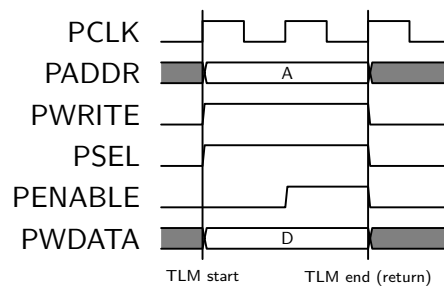 PCLK
PADDR A
PWRITE
PSEL
PENABLE
PWDATA D
TLM start TLM end (return)